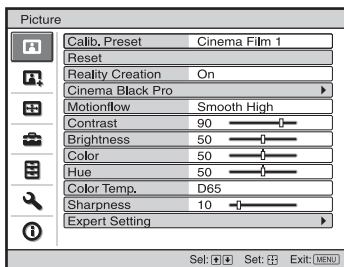 Picture
Calib. Preset Cinema Film 1
Reset
Reality Creation On
Cinema Black Pro
Motionflow Smooth High
Contrast 90
Brightness 50
Color 50
Hue 50
Color Temp. D65
Sharpness 10
Expert Setting
Sel: Set: Exit: MENU